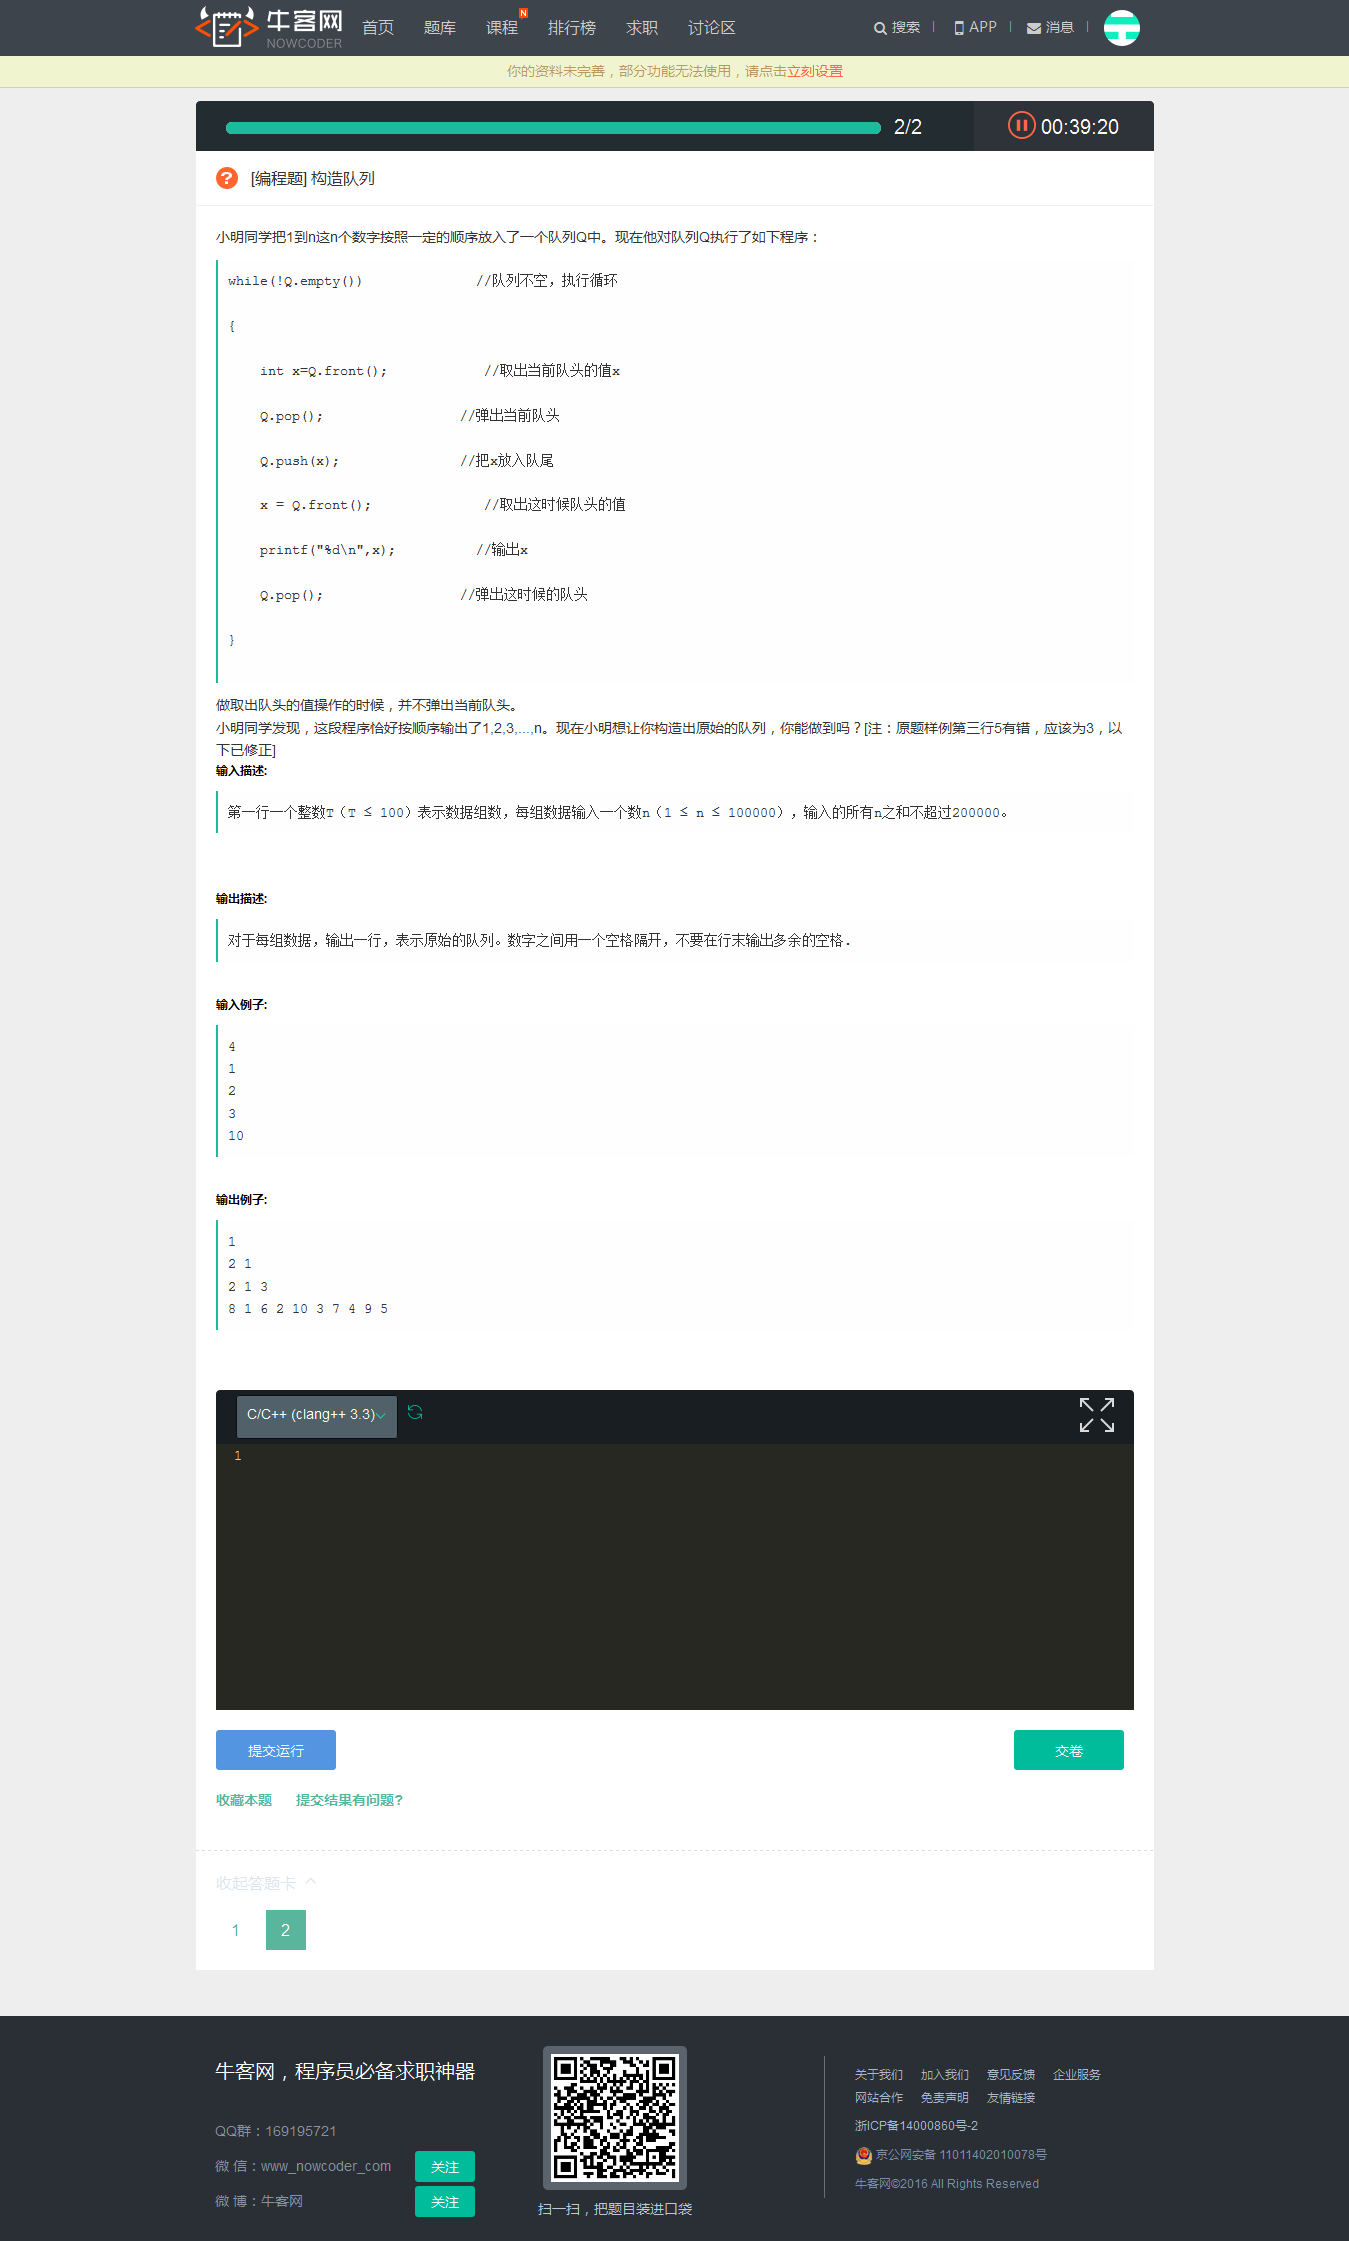 牛客网
NOWCODER
首页 题库 课程 N 排行榜 求职 讨论区 搜索 APP 消息
你的资料未完善，部分功能无法使用，请点击立刻设置
2/2 00:39:20
[编程题] 构造队列
小明同学把1到n这n个数字按照一定的顺序放入了一个队列Q中。现在他对队列Q执行了如下程序：
while(!Q.empty()) //队列不空，执行循环
{
int x=Q.front(); //取出当前队头的值x
Q.pop(); //弹出当前队头
Q.push(x); //把x放入队尾
x = Q.front(); //取出这时候队头的值
printf("%d\n",x); //输出x
Q.pop(); //弹出这时候的队头
}
做取出队头的值操作的时候，并不弹出当前队头。
小明同学发现，这段程序恰好按顺序输出了1,2,3,...,n。现在小明想让你构造出原始的队列，你能做到吗？[注：原题样例第三行5有错，应该为3，以
下已修正]
输入描述:
第一行一个整数T（T ≤ 100）表示数据组数，每组数据输入一个数n（1 ≤ n ≤ 100000），输入的所有n之和不超过200000。
输出描述:
对于每组数据，输出一行，表示原始的队列。数字之间用一个空格隔开，不要在行末输出多余的空格.
输入例子:
4
1
2
3
10
输出例子:
1
2 1
2 1 3
8 1 6 2 10 3 7 4 9 5
C/C++ (clang++ 3.3)
1
提交运行 交卷
收藏本题 提交结果有问题?
收起答题卡
1 2
牛客网，程序员必备求职神器
QQ群：169195721
微 信：www_nowcoder_com 关注
微 博：牛客网 关注
扫一扫，把题目装进口袋
关于我们 加入我们 意见反馈 企业服务
网站合作 免责声明 友情链接
浙ICP备14000860号-2
京公网安备 11011402010078号
牛客网©2016 All Rights Reserved